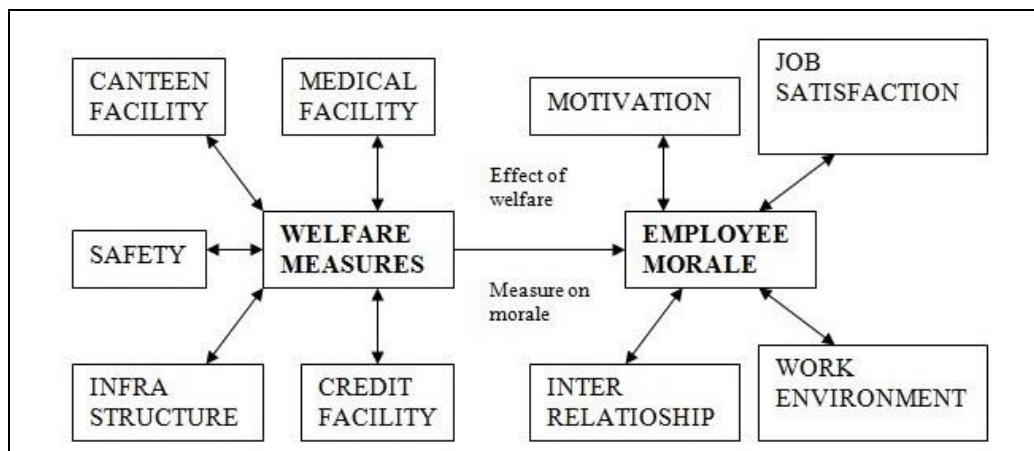 CANTEEN
FACILITY
MEDICAL
FACILITY
MOTIVATION
JOB
SATISFACTION
Effect of
welfare
SAFETY
WELFARE
MEASURES
EMPLOYEE
MORALE
Measure on
morale
INFRA
STRUCTURE
CREDIT
FACILITY
INTER
RELATIOSHIP
WORK
ENVIRONMENT